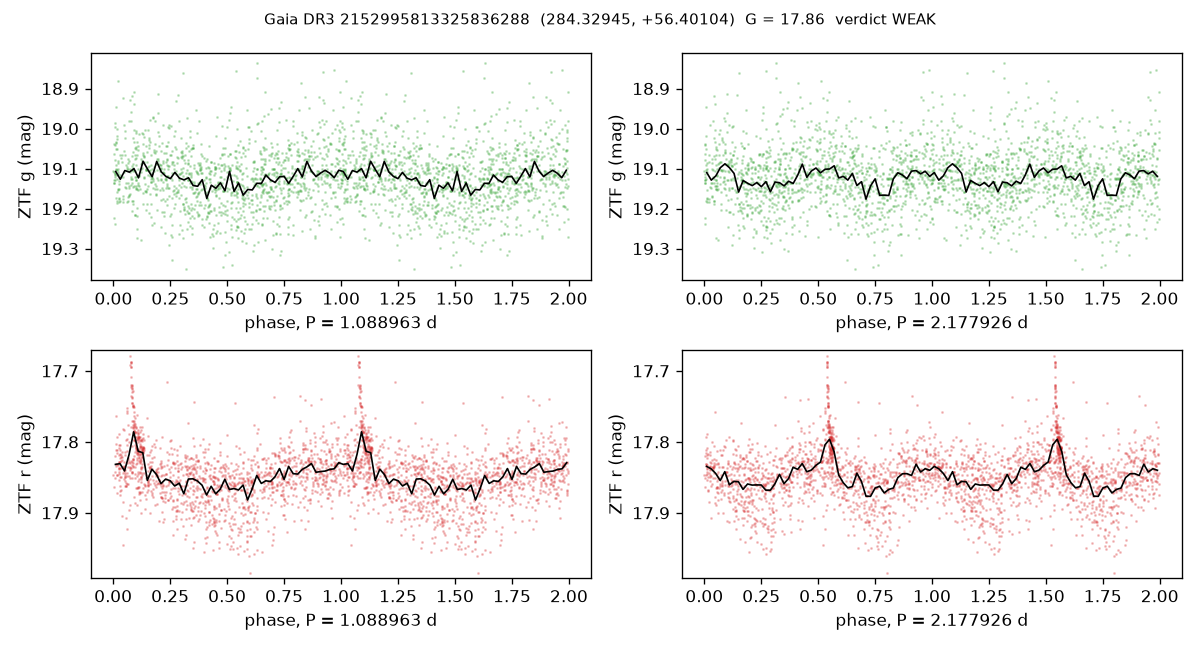 Gaia DR3 2152995813325836288 (284.32945, +56.40104) G = 17.86 verdict WEAK
ZTF g (mag)
18.9
19.0
19.1
19.2
19.3
0.00 0.25 0.50 0.75 1.00 1.25 1.50 1.75 2.00
phase, P = 1.088963 d
ZTF g (mag)
18.9
19.0
19.1
19.2
19.3
0.00 0.25 0.50 0.75 1.00 1.25 1.50 1.75 2.00
phase, P = 2.177926 d
ZTF r (mag)
17.7
17.8
17.9
0.00 0.25 0.50 0.75 1.00 1.25 1.50 1.75 2.00
phase, P = 1.088963 d
ZTF r (mag)
17.7
17.8
17.9
0.00 0.25 0.50 0.75 1.00 1.25 1.50 1.75 2.00
phase, P = 2.177926 d